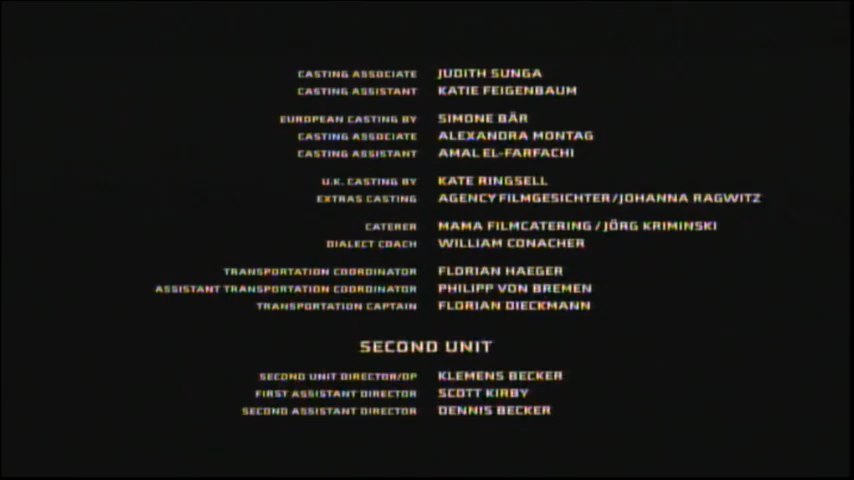 CASTING ASSOCIATE JUDITH SUNGA
CASTING ASSISTANT KATIE FEIGENBAUM
EUROPEAN CASTING BY SIMONE BÄR
CASTING ASSOCIATE ALEXANDRA MONTAG
CASTING ASSISTANT AMAL EL-FARFACHI
U.K. CASTING BY KATE RINGSELL
EXTRAS CASTING AGENCY FILMGESICHTER/JOHANNA RAGWITZ
CATERER MAMA FILMCATERING / JÖRG KRIMINSKI
DIALECT COACH WILLIAM CONACHER
TRANSPORTATION COORDINATOR FLORIAN HAEGER
ASSISTANT TRANSPORTATION COORDINATOR PHILIPP VON BREMEN
TRANSPORTATION CAPTAIN FLORIAN DIECKMANN
SECOND UNIT
SECOND UNIT DIRECTOR/DP KLEMENS BECKER
FIRST ASSISTANT DIRECTOR SCOTT KIRBY
SECOND ASSISTANT DIRECTOR DENNIS BECKER